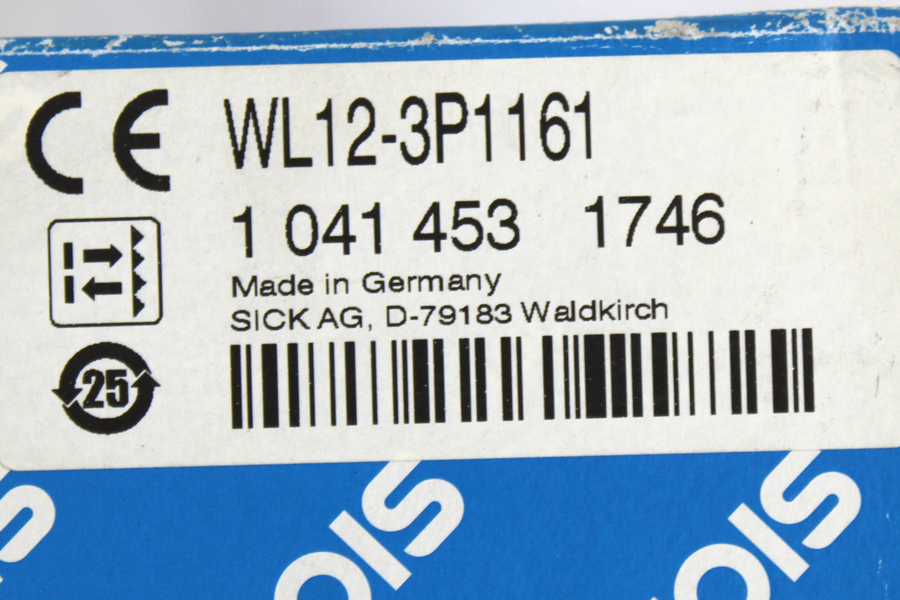 CE
WL12-3P1161
1 041 453 1746
Made in Germany
SICK AG, D-79183 Waldkirch
25